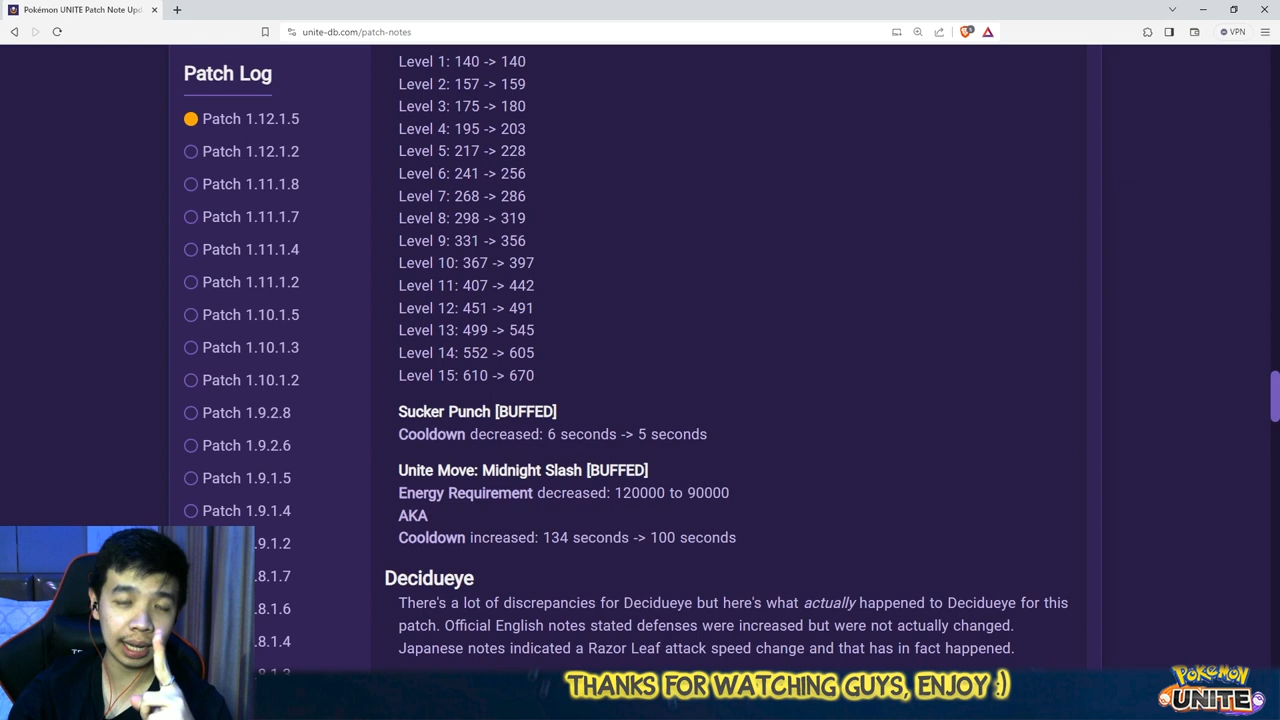 Pokémon UNITE Patch Note Upd
unite-db.com/patch-notes
VPN
Patch Log
Patch 1.12.1.5
Patch 1.12.1.2
Patch 1.11.1.8
Patch 1.11.1.7
Patch 1.11.1.4
Patch 1.11.1.2
Patch 1.10.1.5
Patch 1.10.1.3
Patch 1.10.1.2
Patch 1.9.2.8
Patch 1.9.2.6
Patch 1.9.1.5
Patch 1.9.1.4
.9.1.2
.8.1.7
.8.1.6
.8.1.4
Level 1: 140 -> 140
Level 2: 157 -> 159
Level 3: 175 -> 180
Level 4: 195 -> 203
Level 5: 217 -> 228
Level 6: 241 -> 256
Level 7: 268 -> 286
Level 8: 298 -> 319
Level 9: 331 -> 356
Level 10: 367 -> 397
Level 11: 407 -> 442
Level 12: 451 -> 491
Level 13: 499 -> 545
Level 14: 552 -> 605
Level 15: 610 -> 670
Sucker Punch [BUFFED]
Cooldown decreased: 6 seconds -> 5 seconds
Unite Move: Midnight Slash [BUFFED]
Energy Requirement decreased: 120000 to 90000
AKA
Cooldown increased: 134 seconds -> 100 seconds
Decidueye
There's a lot of discrepancies for Decidueye but here's what actually happened to Decidueye for this
patch. Official English notes stated defenses were increased but were not actually changed.
Japanese notes indicated a Razor Leaf attack speed change and that has in fact happened.
THANKS FOR WATCHING GUYS, ENJOY :)
POKÉMON
UNITE